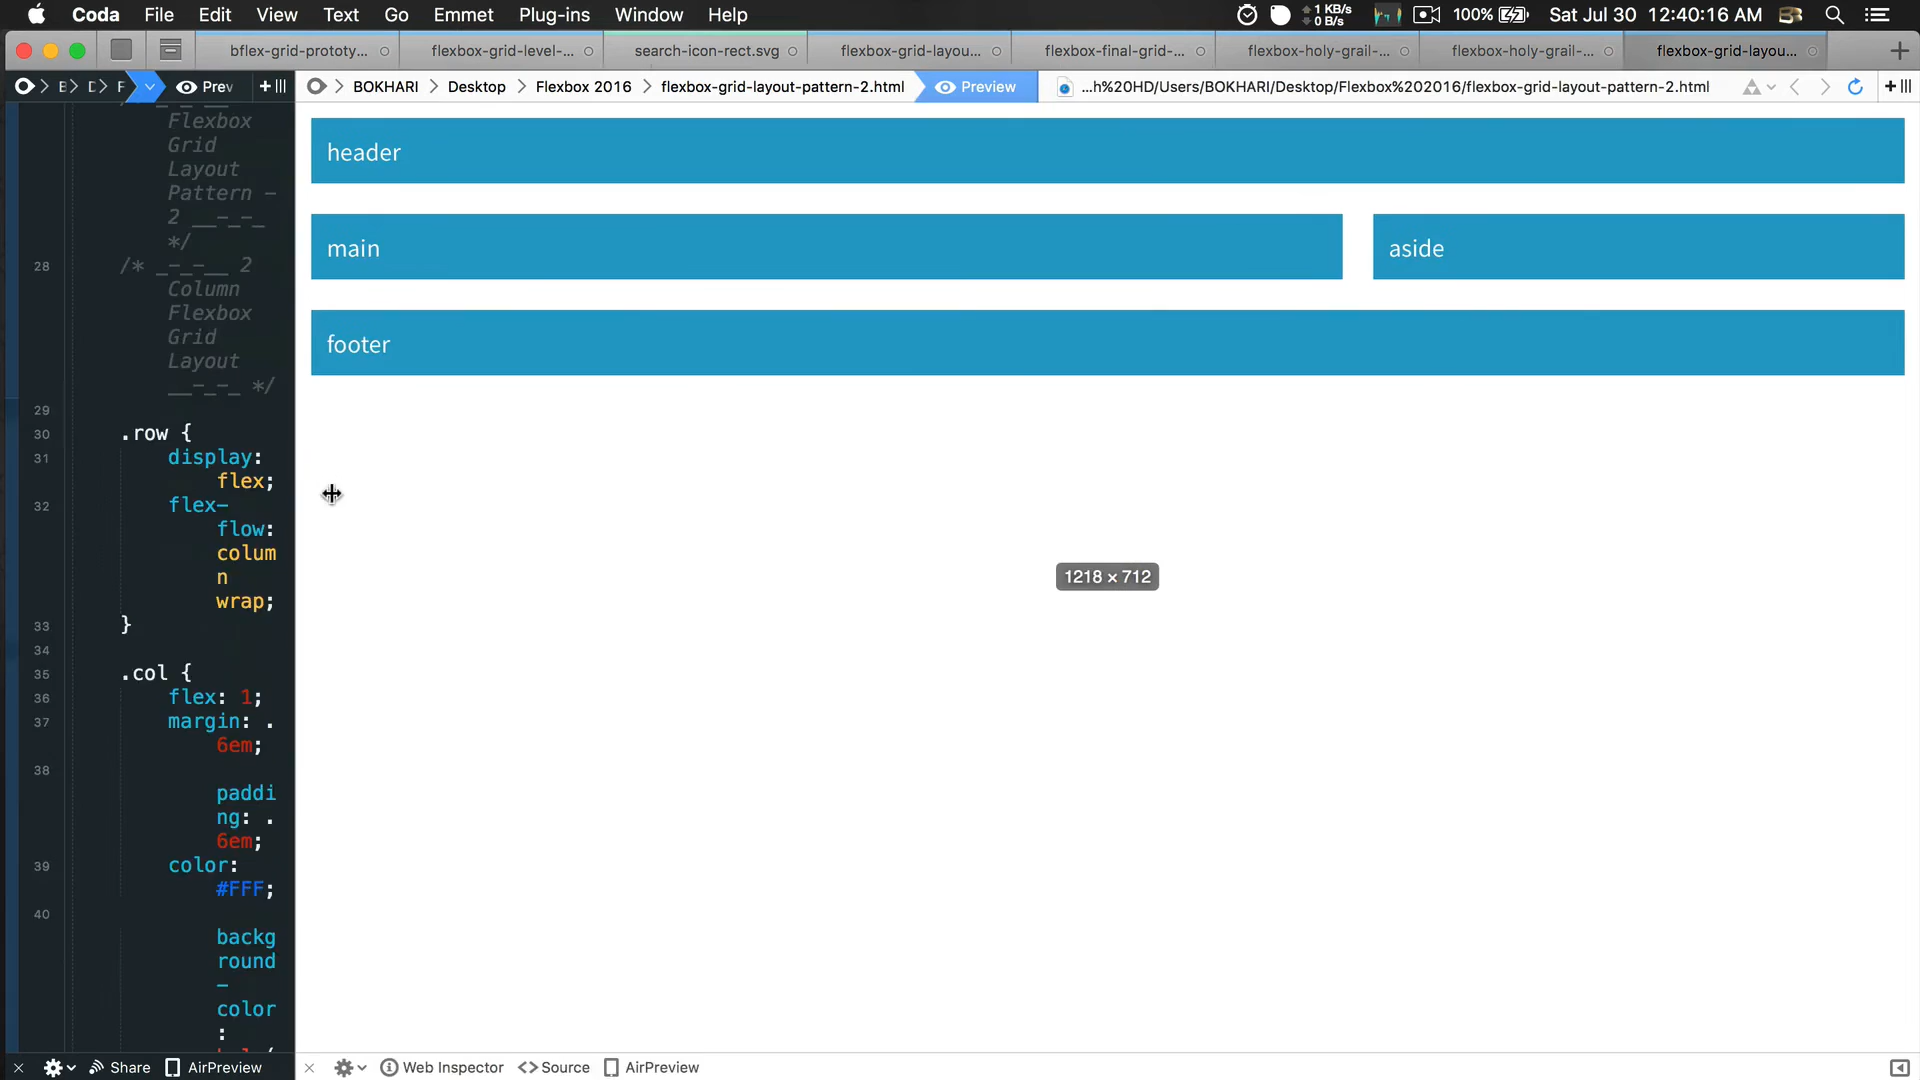 Coda File Edit View Text Go Emmet Plug-ins Window Help 1 KB/s 0 B/s 100% Sat Jul 30 12:40:16 AM
bflex-grid-prototy... flexbox-grid-level-... search-icon-rect.svg flexbox-grid-layou... flexbox-final-grid-... flexbox-holy-grail-... flexbox-holy-grail-... flexbox-grid-layou...
Prev BOKHARI Desktop Flexbox 2016 flexbox-grid-layout-pattern-2.html Preview ...h%20HD/Users/BOKHARI/Desktop/Flexbox%202016/flexbox-grid-layout-pattern-2.html
Flexbox
Grid
Layout
Pattern -
2 __-_-_
*/
28 /* _-_-__ 2
Column
Flexbox
Grid
Layout
__-_-_ */
29
30 .row {
31 display:
flex;
32 flex-
flow:
colum
n
wrap;
33 }
34
35 .col {
36 flex: 1;
37 margin: .
6em;
38
paddi
ng: .
6em;
39 color:
#FFF;
40
backg
round
-
color
:
header
main
aside
footer
1218 × 712
Share AirPreview Web Inspector Source AirPreview